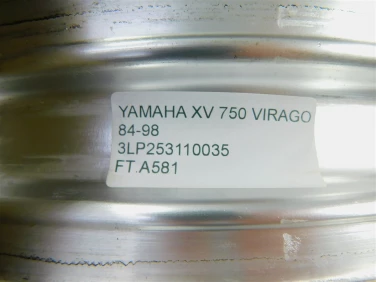 YAMAHA XV 750 VIRAGO
84-98
3LP253110035
FT.A581